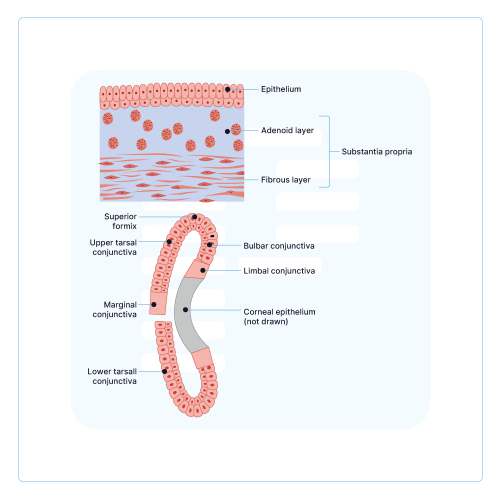 Epithelium
Adenoid layer
Substantia propria
Fibrous layer
Superior
formix
Upper tarsal
conjunctiva
Bulbar conjunctiva
Limbal conjunctiva
Marginal
conjunctiva
Corneal epithelium
(not drawn)
Lower tarsall
conjunctiva